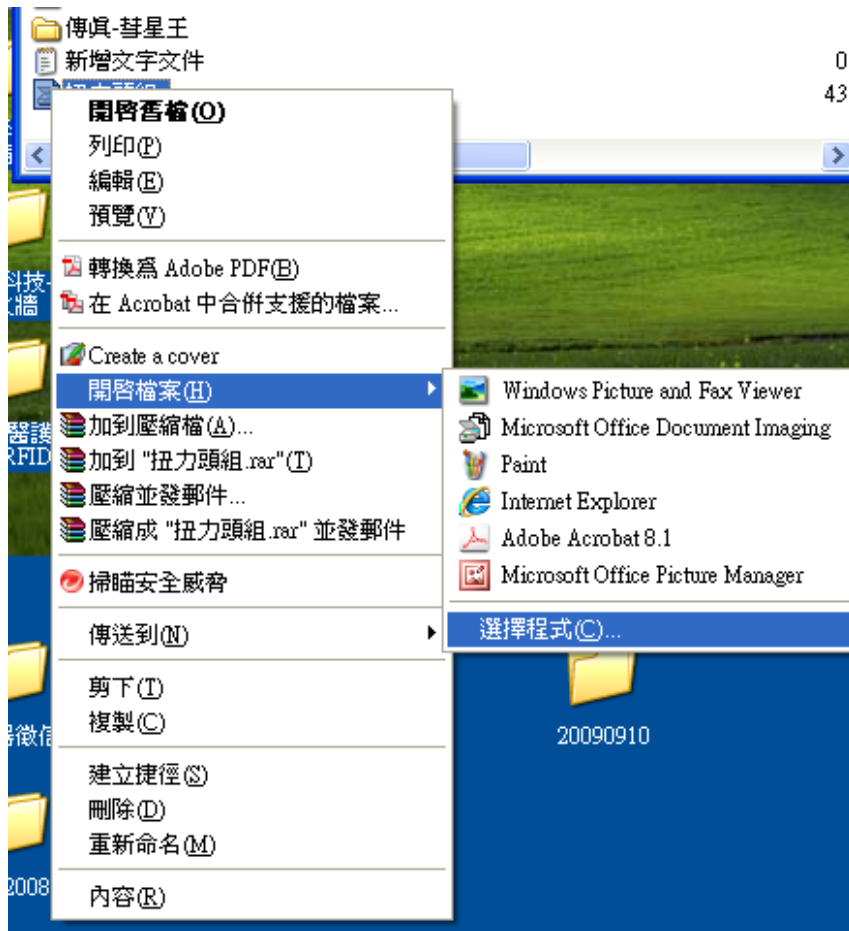 傳真-彗星王
新增文字文件
0
43
開啓舊檔(O)
列印(P)
編輯(E)
預覽(V)
轉換爲 Adobe PDF(B)
在 Acrobat 中合併支援的檔案...
Create a cover
開啓檔案(H)
加到壓縮檔(A)...
加到 "扭力頭組.rar"(T)
壓縮並發郵件...
壓縮成 "扭力頭組.rar" 並發郵件
掃瞄安全威脅
傳送到(N)
剪下(T)
複製(C)
建立捷徑(S)
刪除(D)
重新命名(M)
內容(R)
Windows Picture and Fax Viewer
Microsoft Office Document Imaging
Paint
Internet Explorer
Adobe Acrobat 8.1
Microsoft Office Picture Manager
選擇程式(C)...
科技-
牆
醫護
RFID
器徵信
2008
20090910